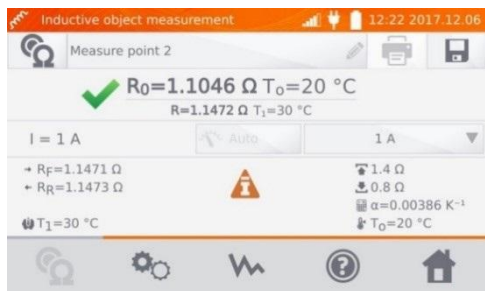 Inductive object measurement 12:22 2017.12.06
Measure point 2
R0=1.1046 Ω To=20 °C
R=1.1472 Ω T1=30 °C
I = 1 A Auto 1 A
→ RF=1.1471 Ω 1.4 Ω
← RR=1.1473 Ω 0.8 Ω
α=0.00386 K⁻¹
T1=30 °C To=20 °C